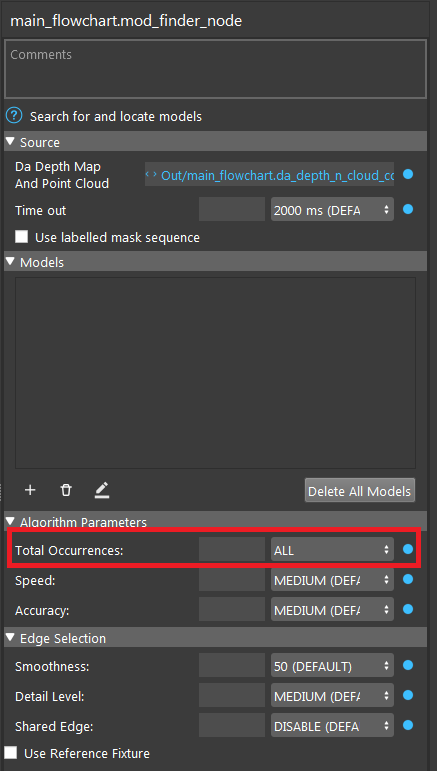 main_flowchart.mod_finder_node
Comments
Search for and locate models
Source
Da Depth Map
And Point Cloud
Out/main_flowchart.da_depth_n_cloud_cc
Time out
2000 ms (DEFA
Use labelled mask sequence
Models
Delete All Models
Algorithm Parameters
Total Occurrences:
ALL
Speed:
MEDIUM (DEFA
Accuracy:
MEDIUM (DEFA
Edge Selection
Smoothness:
50 (DEFAULT)
Detail Level:
MEDIUM (DEFA
Shared Edge:
DISABLE (DEFA
Use Reference Fixture